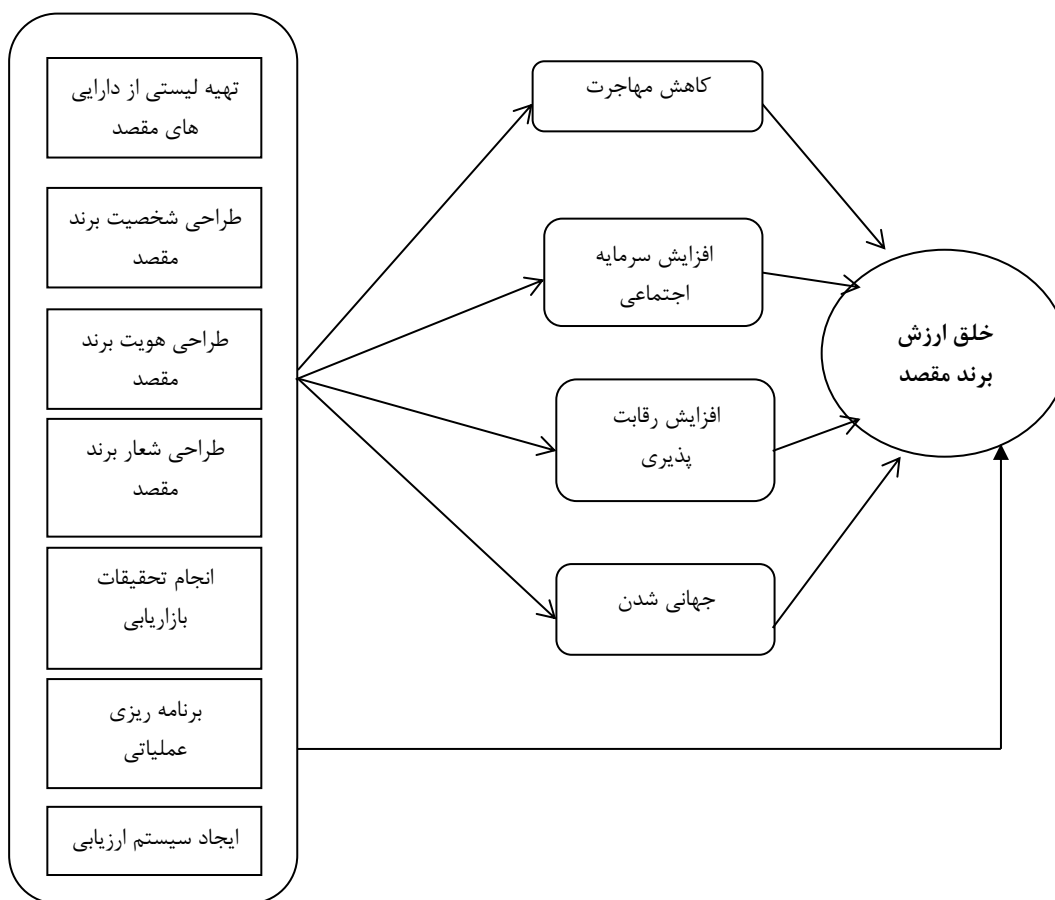 تهیه لیستی از دارایی
های مقصد
طراحی شخصیت برند
مقصد
طراحی هویت برند
مقصد
طراحی شعار برند
مقصد
انجام تحقیقات
بازاریابی
برنامه ریزی
عملیاتی
ایجاد سیستم ارزیابی
کاهش مهاجرت
افزایش سرمایه
اجتماعی
افزایش رقابت
پذیری
جهانی شدن
خلق ارزش
برند مقصد